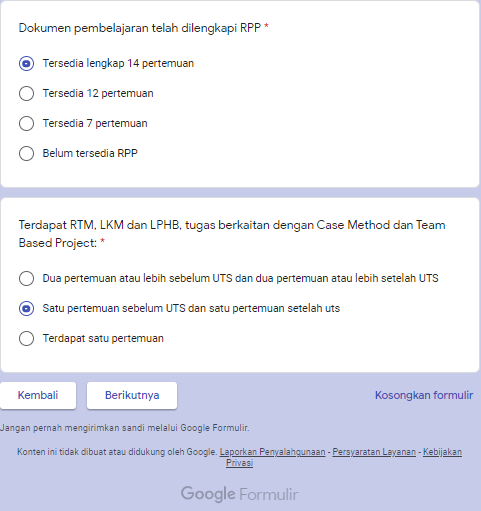 Dokumen pembelajaran telah dilengkapi RPP *
Tersedia lengkap 14 pertemuan
Tersedia 12 pertemuan
Tersedia 7 pertemuan
Belum tersedia RPP
Terdapat RTM, LKM dan LPHB, tugas berkaitan dengan Case Method dan Team
Based Project: *
Dua pertemuan atau lebih sebelum UTS dan dua pertemuan atau lebih setelah UTS
Satu pertemuan sebelum UTS dan satu pertemuan setelah uts
Terdapat satu pertemuan
Kembali Berikutnya Kosongkan formulir
Jangan pernah mengirimkan sandi melalui Google Formulir.
Konten ini tidak dibuat atau didukung oleh Google. Laporkan Penyalahgunaan - Persyaratan Layanan - Kebijakan
Privasi
Google Formulir